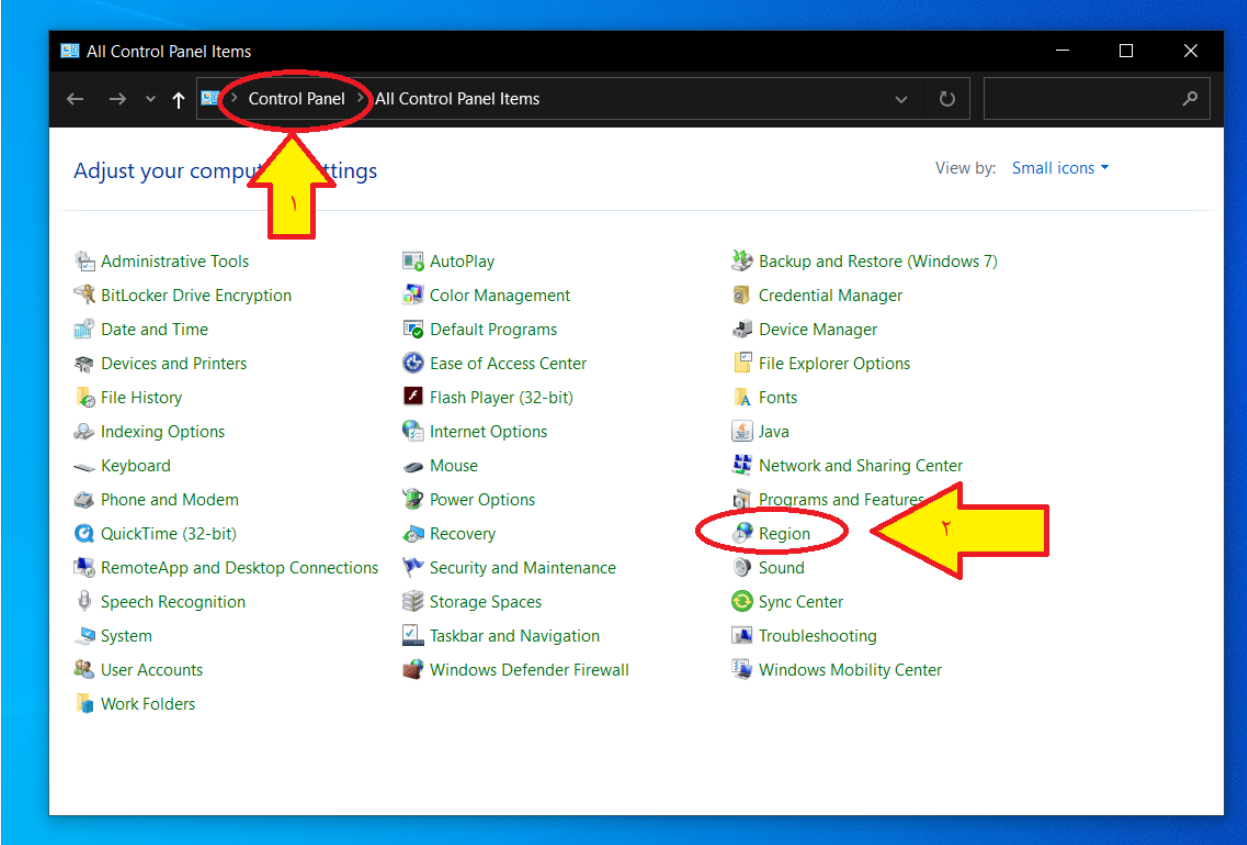 All Control Panel Items
Control Panel > All Control Panel Items
Adjust your comput ttings
View by: Small icons
١
Administrative Tools
AutoPlay
Backup and Restore (Windows 7)
BitLocker Drive Encryption
Color Management
Credential Manager
Date and Time
Default Programs
Device Manager
Devices and Printers
Ease of Access Center
File Explorer Options
File History
Flash Player (32-bit)
Fonts
Indexing Options
Internet Options
Java
Keyboard
Mouse
Network and Sharing Center
Phone and Modem
Power Options
Programs and Features
QuickTime (32-bit)
Recovery
Region
٢
RemoteApp and Desktop Connections
Security and Maintenance
Sound
Speech Recognition
Storage Spaces
Sync Center
System
Taskbar and Navigation
Troubleshooting
User Accounts
Windows Defender Firewall
Windows Mobility Center
Work Folders